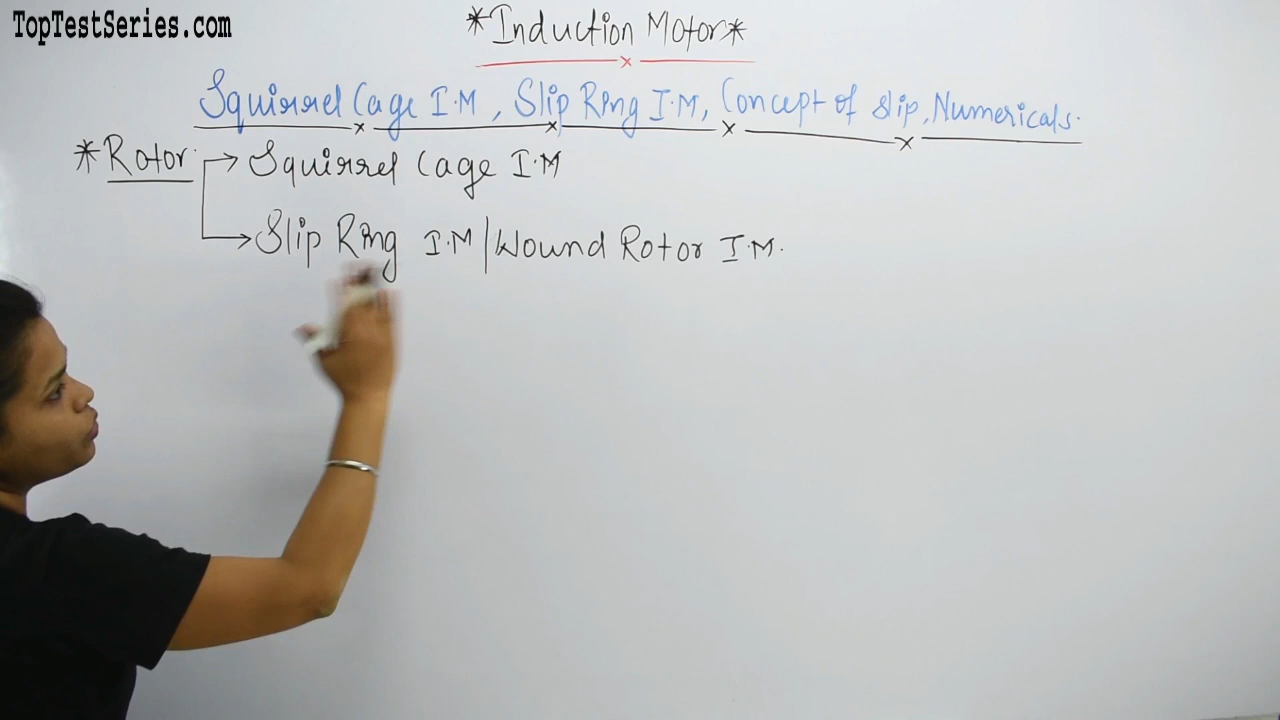 TopTestSeries.com
*Induction Motor*
Squirrel Cage I.M, Slip Ring I.M, Concept of slip, Numericals.
*Rotor → Squirrel Cage I.M
→ Slip Ring I.M/Wound Rotor I.M.